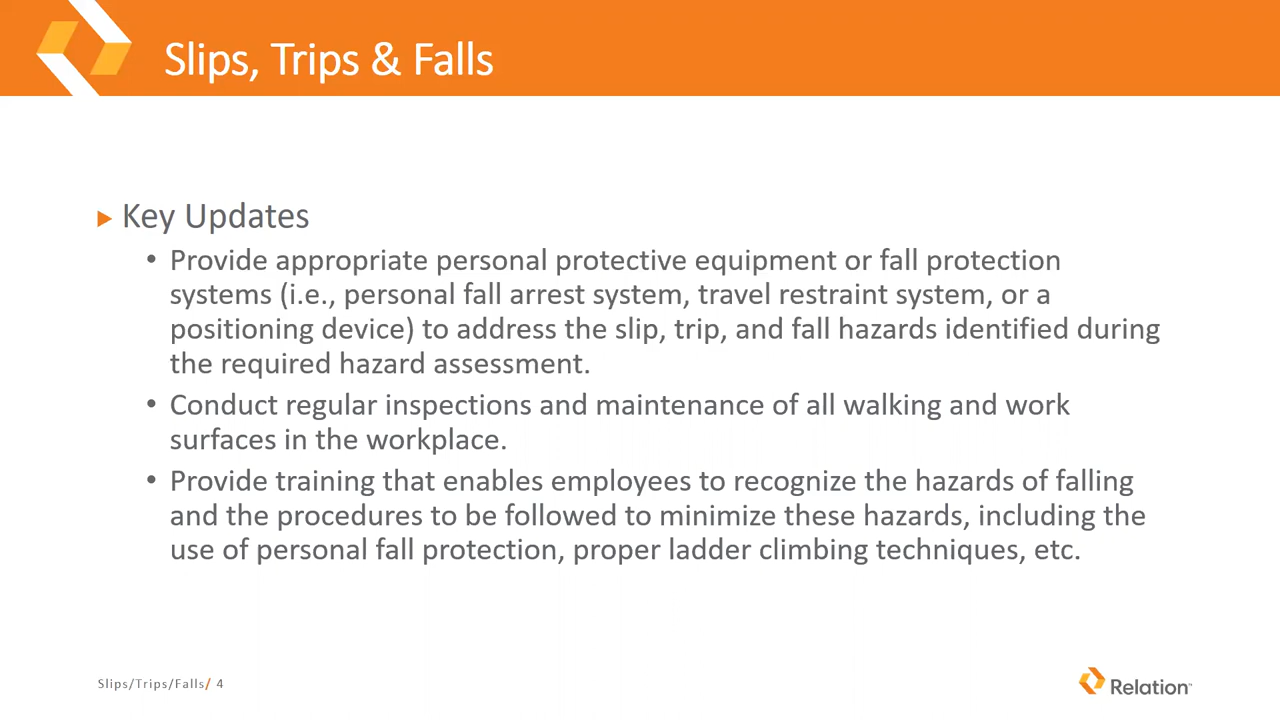 Slips, Trips & Falls
Key Updates
• Provide appropriate personal protective equipment or fall protection
systems (i.e., personal fall arrest system, travel restraint system, or a
positioning device) to address the slip, trip, and fall hazards identified during
the required hazard assessment.
• Conduct regular inspections and maintenance of all walking and work
surfaces in the workplace.
• Provide training that enables employees to recognize the hazards of falling
and the procedures to be followed to minimize these hazards, including the
use of personal fall protection, proper ladder climbing techniques, etc.
Slips/Trips/Falls/ 4
Relation™